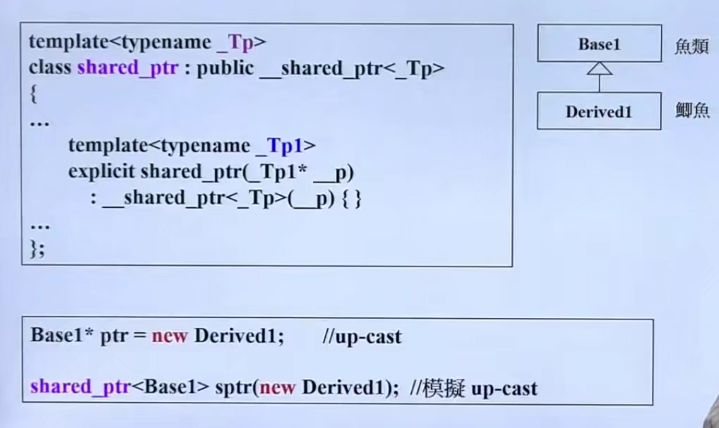 template<typename _Tp>
class shared_ptr : public __shared_ptr<_Tp>
{
...
template<typename _Tp1>
explicit shared_ptr(_Tp1* __p)
: __shared_ptr<_Tp>(__p) { }
...
};
Base1
魚類
Derived1
鯽魚
Base1* ptr = new Derived1; //up-cast
shared_ptr<Base1> sptr(new Derived1); //模擬 up-cast